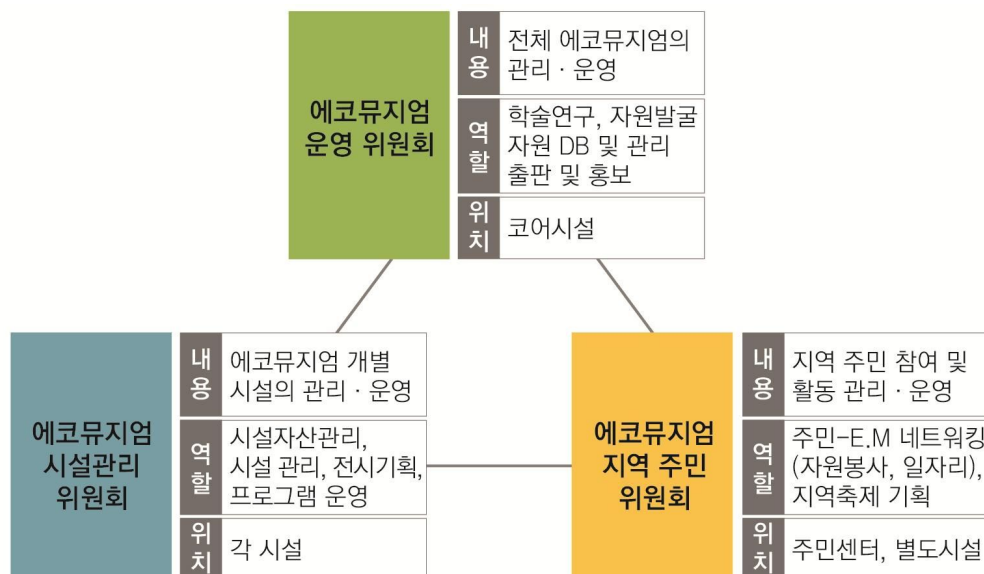 에코뮤지엄
운영 위원회
내용
전체 에코뮤지엄의
관리 · 운영
역할
학술연구, 자원발굴
자원 DB 및 관리
출판 및 홍보
위치
코어시설
에코뮤지엄
시설관리
위원회
내용
에코뮤지엄 개별
시설의 관리 · 운영
역할
시설자산관리,
시설 관리, 전시기획,
프로그램 운영
위치
각 시설
에코뮤지엄
지역 주민
위원회
내용
지역 주민 참여 및
활동 관리 · 운영
역할
주민-E.M 네트워킹
(자원봉사, 일자리),
지역축제 기획
위치
주민센터, 별도시설